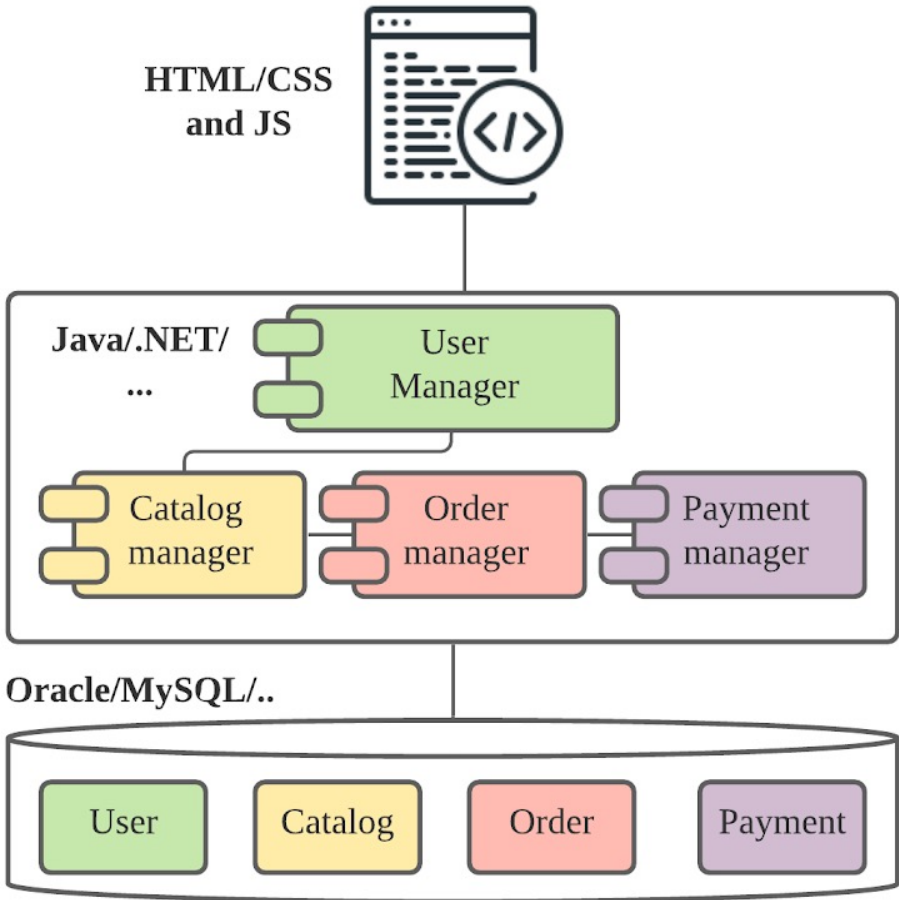 HTML/CSS
and JS
</>
Java/.NET/
...
User
Manager
Catalog
manager
Order
manager
Payment
manager
Oracle/MySQL/..
User
Catalog
Order
Payment